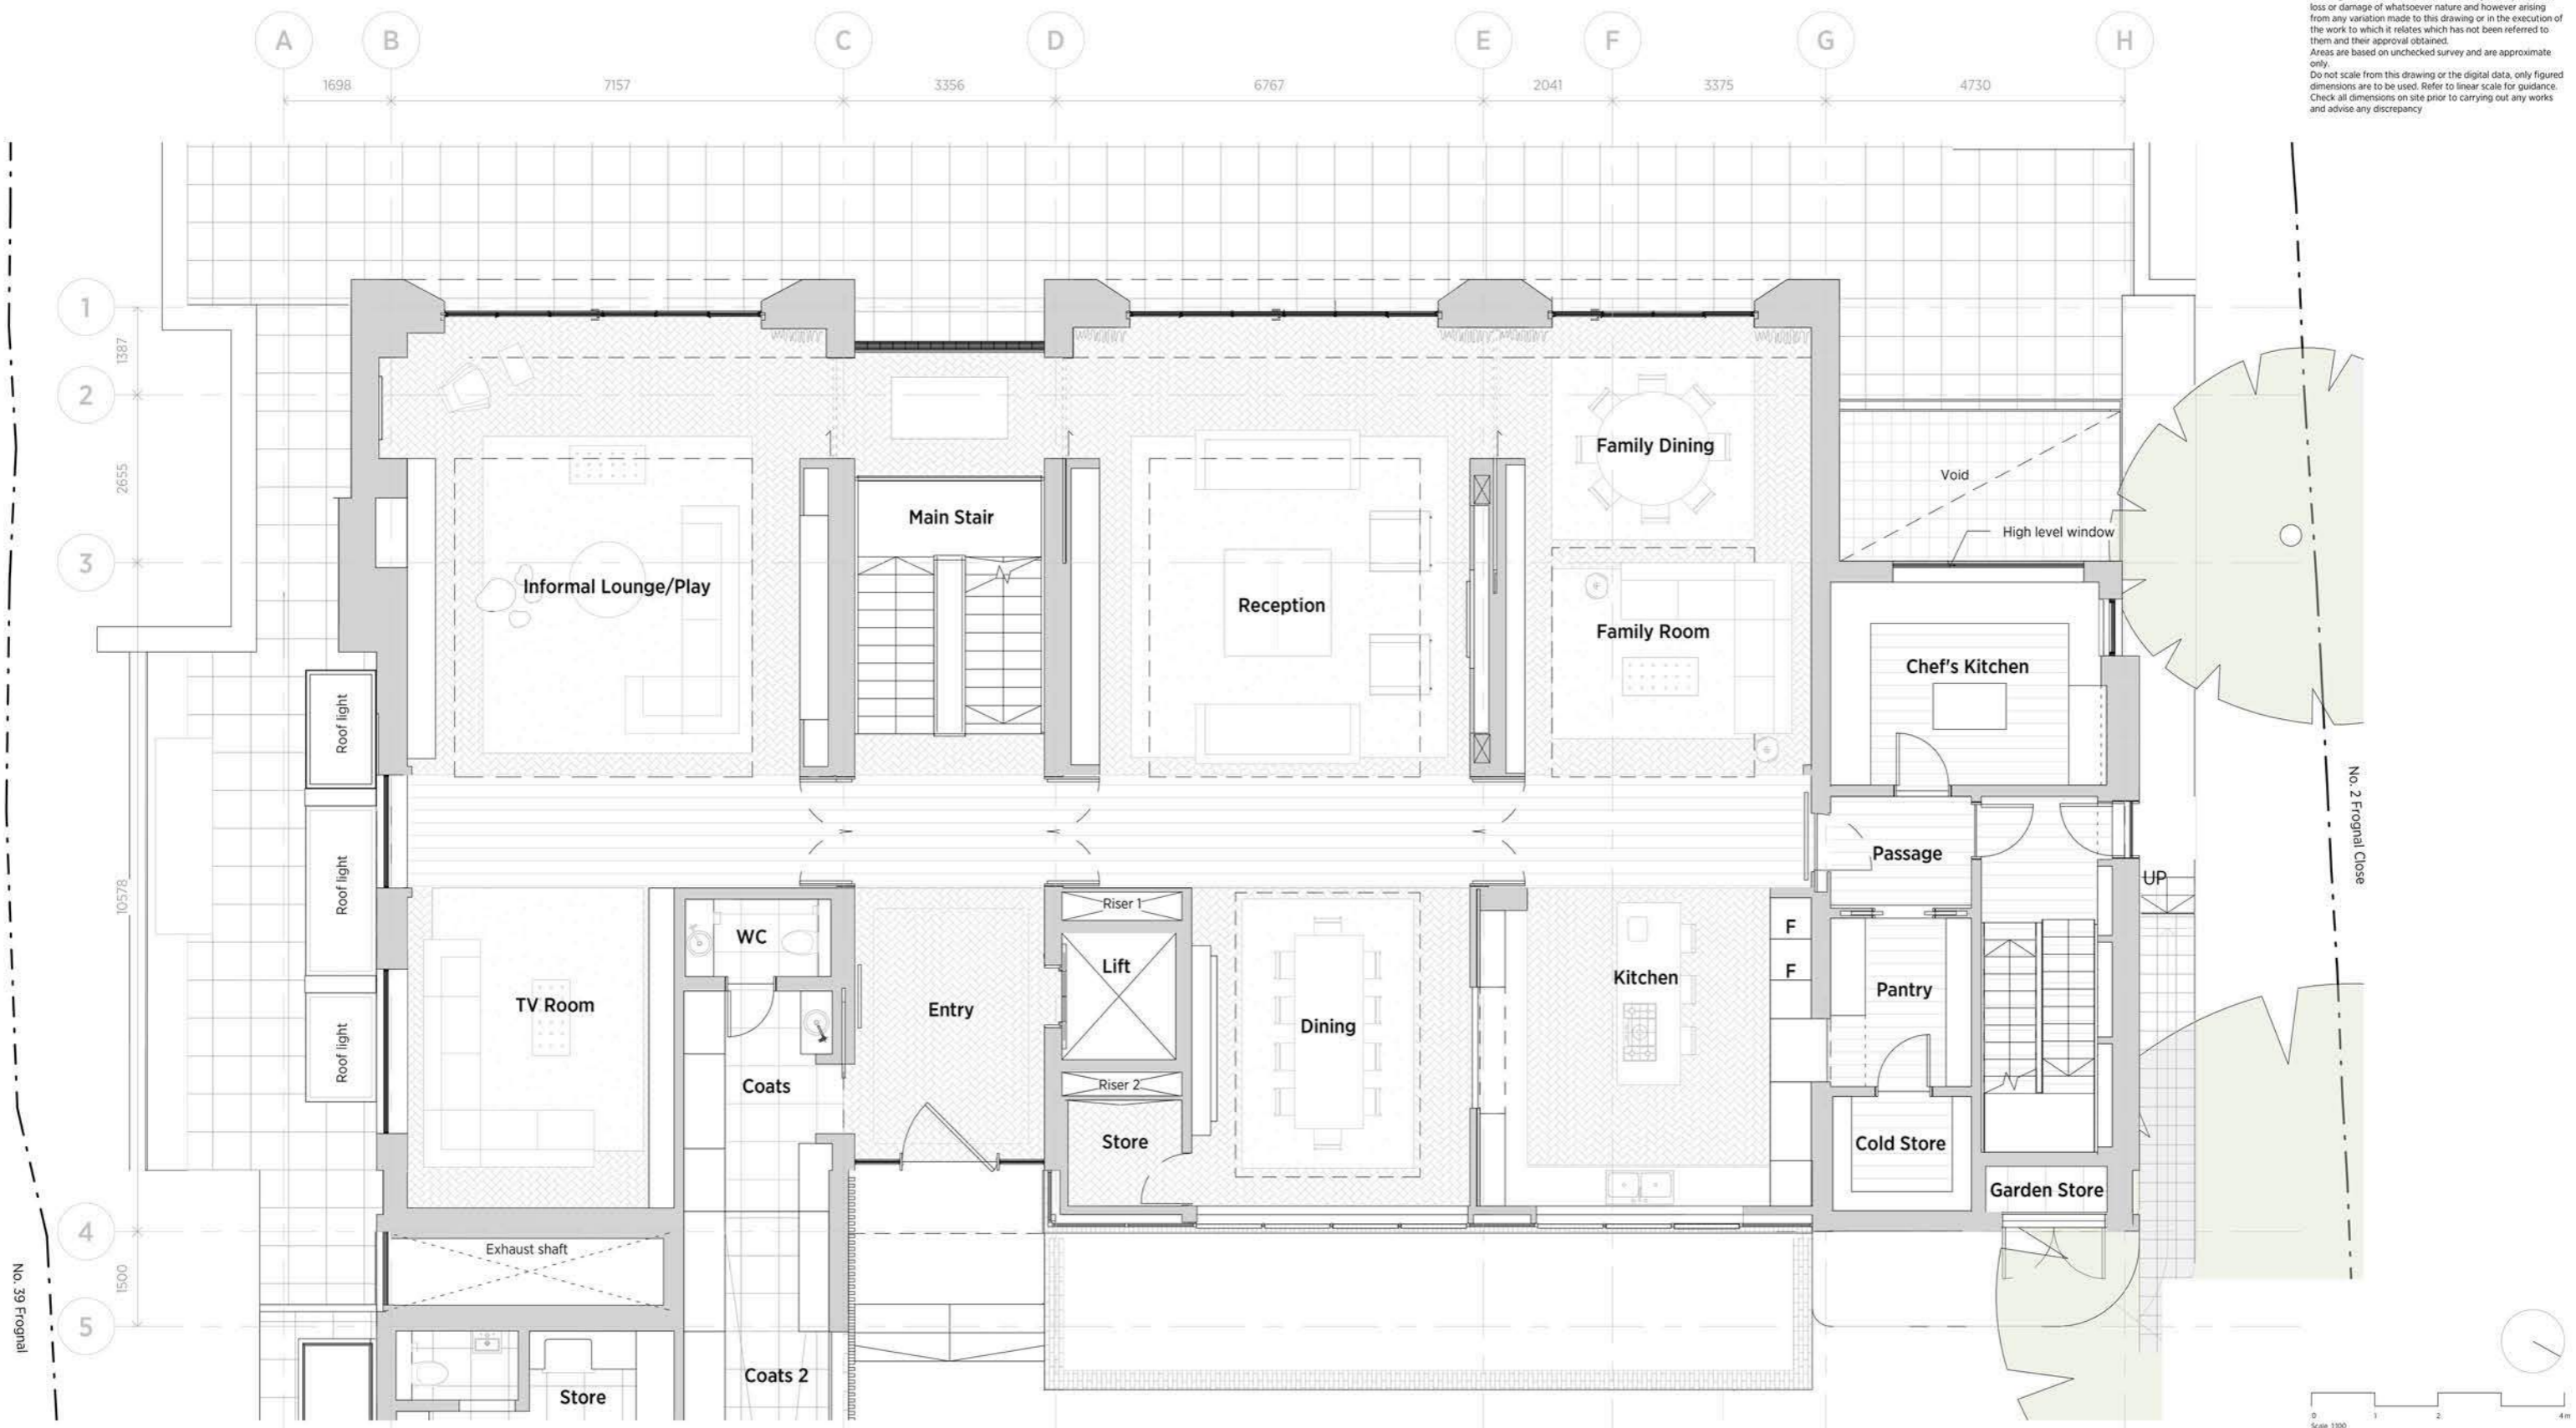 loss or damage of whatsoever nature and however arising
from any variation made to this drawing or in the execution of
the work to which it relates which has not been referred to
them and their approval obtained.
Areas are based on unchecked survey and are approximate
only.
Do not scale from this drawing or the digital data, only figured
dimensions are to be used. Refer to linear scale for guidance.
Check all dimensions on site prior to carrying out any works
and advise any discrepancy
A
B
C
D
E
F
G
H
1698
7157
3356
6767
2041
3375
4730
1
1387
2
2655
3
10578
4
1500
5
Family Dining
Void
High level window
Main Stair
Informal Lounge/Play
Reception
Family Room
Chef's Kitchen
Roof light
Roof light
Roof light
Passage
UP
No. 2 Frognal Close
WC
Riser 1
Lift
F
F
Kitchen
Pantry
TV Room
Entry
Dining
Coats
Riser 2
Store
Cold Store
Garden Store
Exhaust shaft
No. 39 Frognal
Coats 2
Store
0
1
2
4m
Scale 1:100